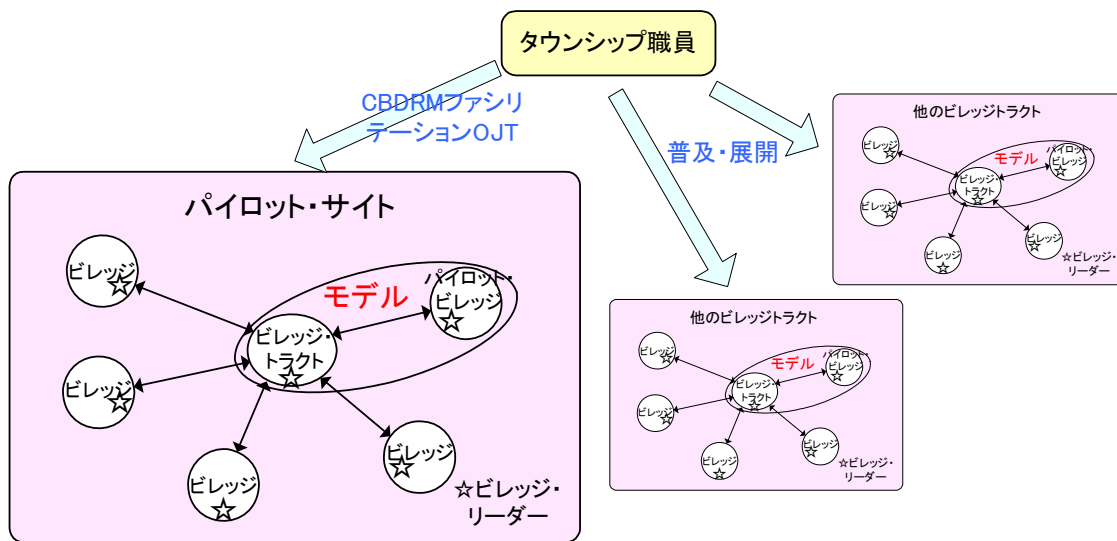 タウンシップ職員
CBDRMファシリ
テーションOJT
普及・展開
パイロット・サイト
ビレッジ
パイロット・
ビレッジ
モデル
ビレッジ・
トラクト
ビレッジ
ビレッジ
ビレッジ
☆ビレッジ・
リーダー
他のビレッジトラクト
ビレッジ
パイロット・
ビレッジ
モデル
ビレッジ・
トラクト
ビレッジ
ビレッジ
ビレッジ
☆ビレッジ・
リーダー
他のビレッジトラクト
ビレッジ
パイロット・
ビレッジ
モデル
ビレッジ・
トラクト
ビレッジ
ビレッジ
ビレッジ
☆ビレッジ・
リーダー